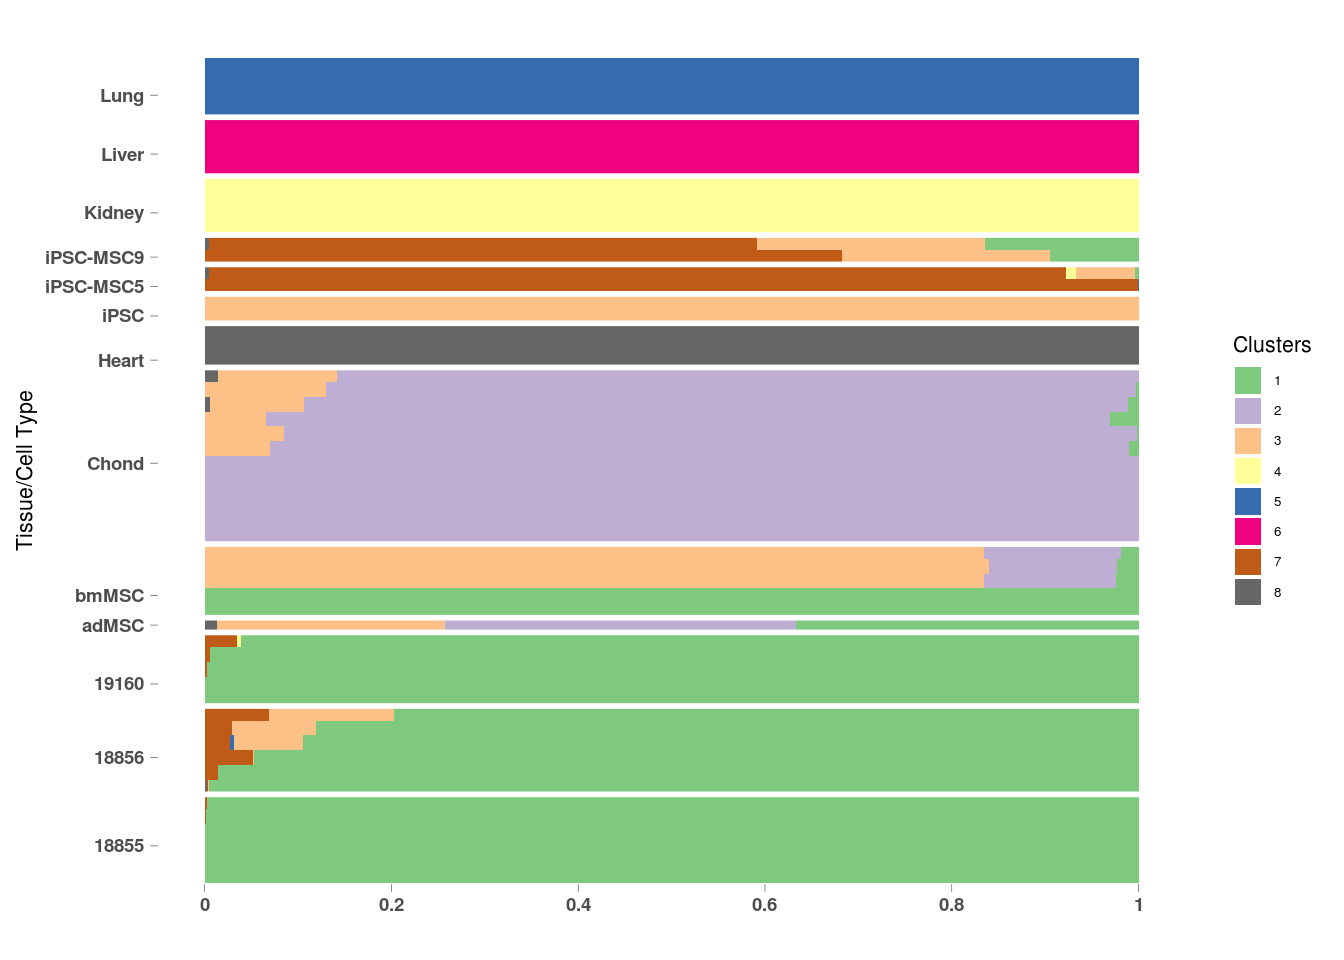 Tissue/Cell Type
Lung
Liver
Kidney
iPSC-MSC9
iPSC-MSC5
iPSC
Heart
Chond
bmMSC
adMSC
19160
18856
18855
0 0.2 0.4 0.6 0.8 1
Clusters
1
2
3
4
5
6
7
8